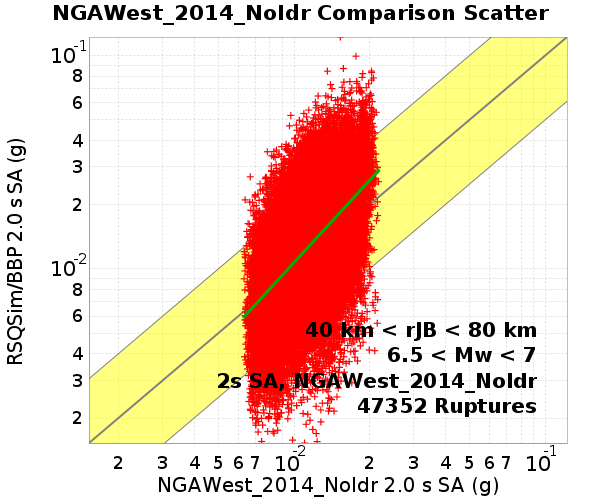 NGAWest_2014_NoIdr Comparison Scatter
10-1
8
6
4
3
2
10-2
8
6
4
3
2
RSQSim/BBP 2.0 s SA (g)
40 km < rJB < 80 km
6.5 < Mw < 7
2s SA, NGAWest_2014_NoIdr
47352 Ruptures
2 3 4 5 6 7 10-2 2 3 4 5 6 7 10-1
NGAWest_2014_NoIdr 2.0 s SA (g)